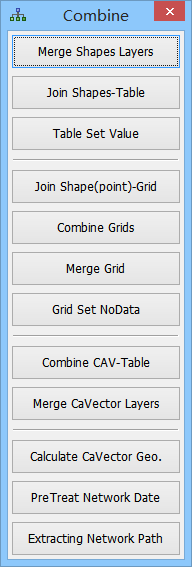 Combine
Merge Shapes Layers
Join Shapes-Table
Table Set Value
Join Shape(point)-Grid
Combine Grids
Merge Grid
Grid Set NoData
Combine CAV-Table
Merge CaVector Layers
Calculate CaVector Geo.
PreTreat Network Date
Extracting Network Path